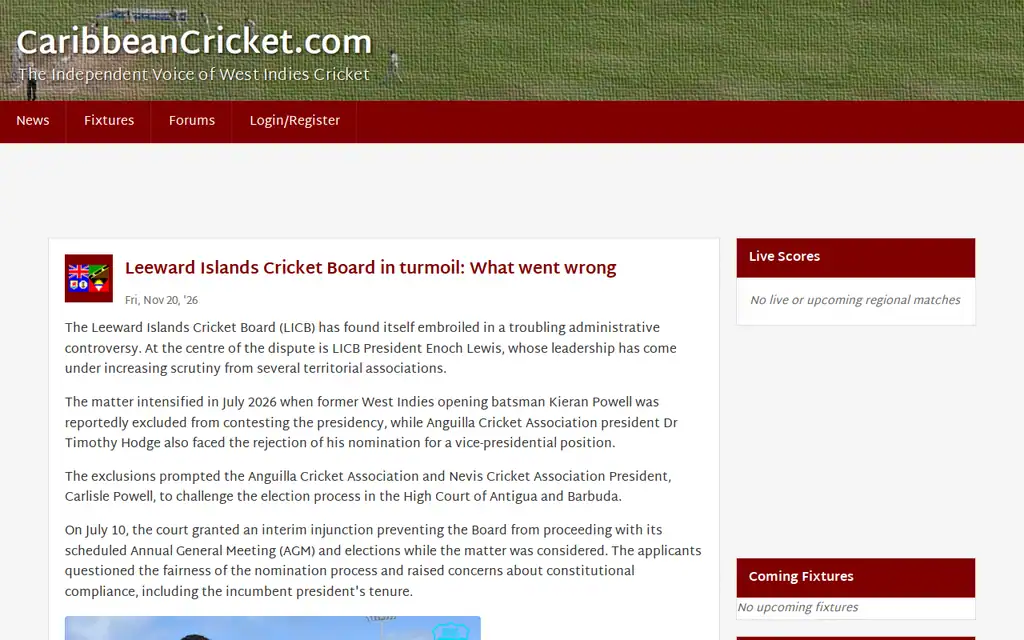 CaribbeanCricket.com
The Independent Voice of West Indies Cricket
News Fixtures Forums Login/Register
Leeward Islands Cricket Board in turmoil: What went wrong
Fri, Nov 20, '26
The Leeward Islands Cricket Board (LICB) has found itself embroiled in a troubling administrative
controversy. At the centre of the dispute is LICB President Enoch Lewis, whose leadership has come
under increasing scrutiny from several territorial associations.
The matter intensified in July 2026 when former West Indies opening batsman Kieran Powell was
reportedly excluded from contesting the presidency, while Anguilla Cricket Association president Dr
Timothy Hodge also faced the rejection of his nomination for a vice-presidential position.
The exclusions prompted the Anguilla Cricket Association and Nevis Cricket Association President,
Carlisle Powell, to challenge the election process in the High Court of Antigua and Barbuda.
On July 10, the court granted an interim injunction preventing the Board from proceeding with its
scheduled Annual General Meeting (AGM) and elections while the matter was considered. The applicants
questioned the fairness of the nomination process and raised concerns about constitutional
compliance, including the incumbent president's tenure.
Live Scores
No live or upcoming regional matches
Coming Fixtures
No upcoming fixtures